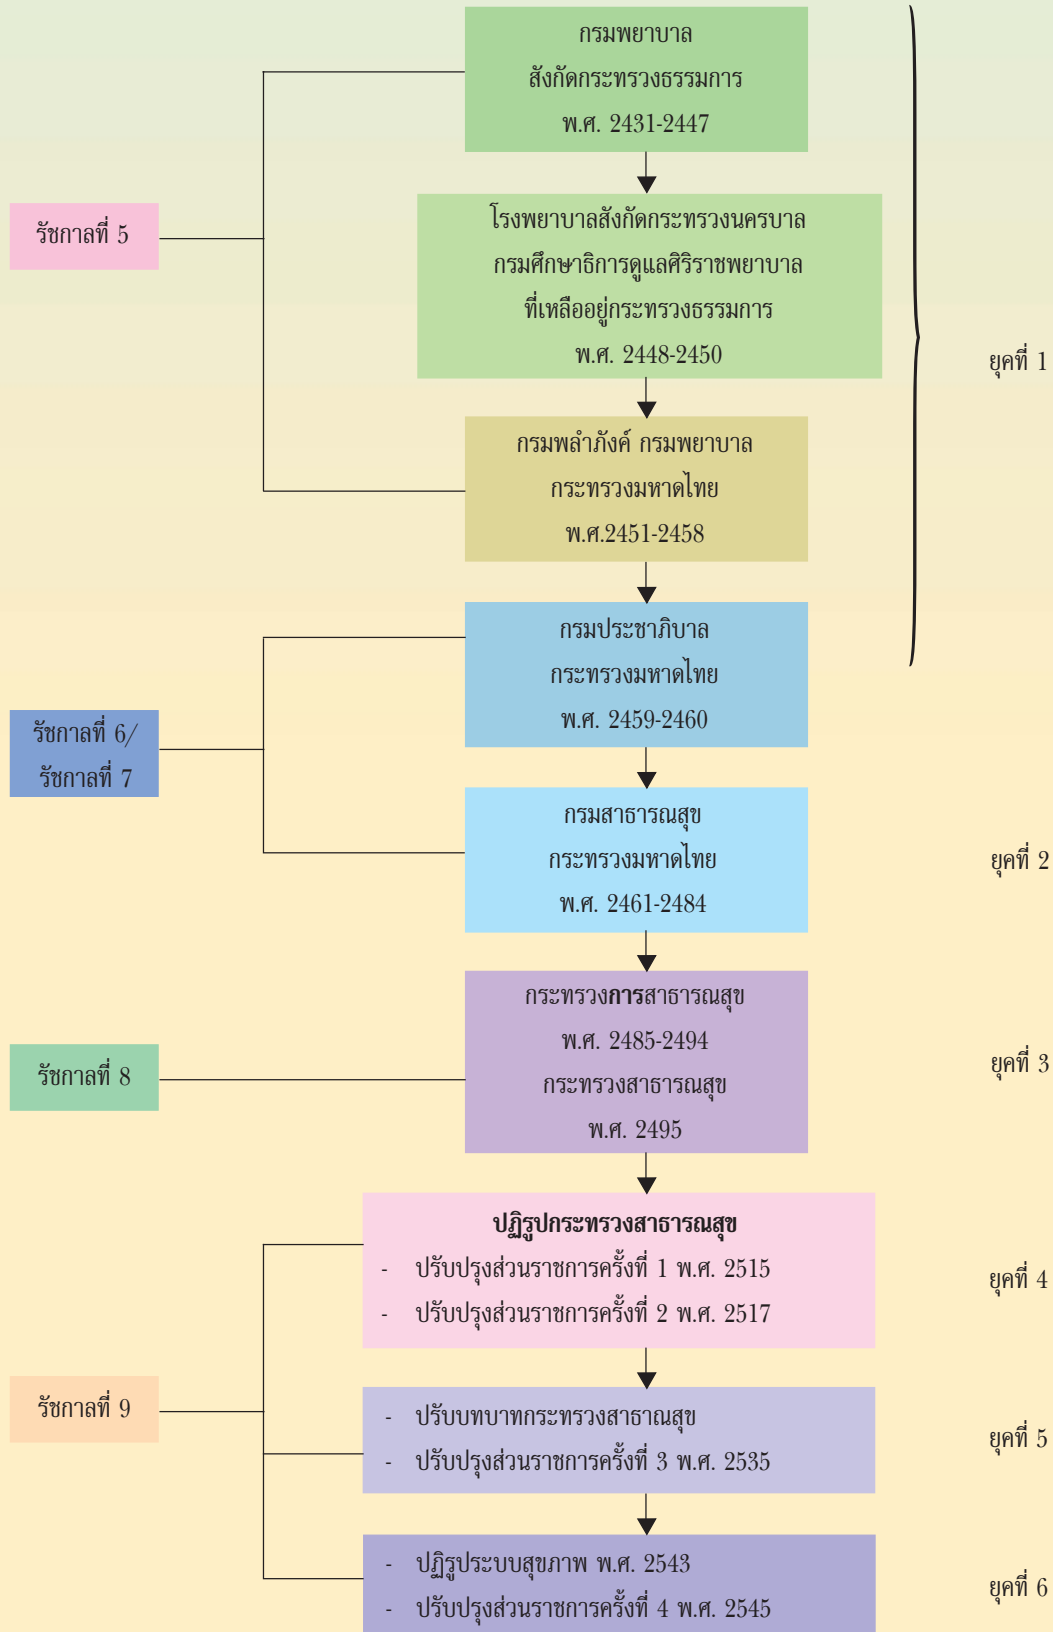 กรมพยาบาล
สังกัดกระทรวงธรรมการ
พ.ศ. 2431-2447
รัชกาลที่ 5
โรงพยาบาลสังกัดกระทรวงนครบาล
กรมศึกษาธิการดูแลศิริราชพยาบาล
ที่เหลืออยู่กระทรวงธรรมการ
พ.ศ. 2448-2450
ยุคที่ 1
กรมพลำภังค์ กรมพยาบาล
กระทรวงมหาดไทย
พ.ศ.2451-2458
กรมประชาภิบาล
กระทรวงมหาดไทย
พ.ศ. 2459-2460
รัชกาลที่ 6/
รัชกาลที่ 7
กรมสาธารณสุข
กระทรวงมหาดไทย
พ.ศ. 2461-2484
ยุคที่ 2
กระทรวงการสาธารณสุข
พ.ศ. 2485-2494
กระทรวงสาธารณสุข
พ.ศ. 2495
รัชกาลที่ 8
ยุคที่ 3
ปฏิรูปกระทรวงสาธารณสุข
- ปรับปรุงส่วนราชการครั้งที่ 1 พ.ศ. 2515
- ปรับปรุงส่วนราชการครั้งที่ 2 พ.ศ. 2517
ยุคที่ 4
รัชกาลที่ 9
- ปรับบทบาทกระทรวงสาธาณสุข
- ปรับปรุงส่วนราชการครั้งที่ 3 พ.ศ. 2535
ยุคที่ 5
- ปฏิรูประบบสุขภาพ พ.ศ. 2543
- ปรับปรุงส่วนราชการครั้งที่ 4 พ.ศ. 2545
ยุคที่ 6